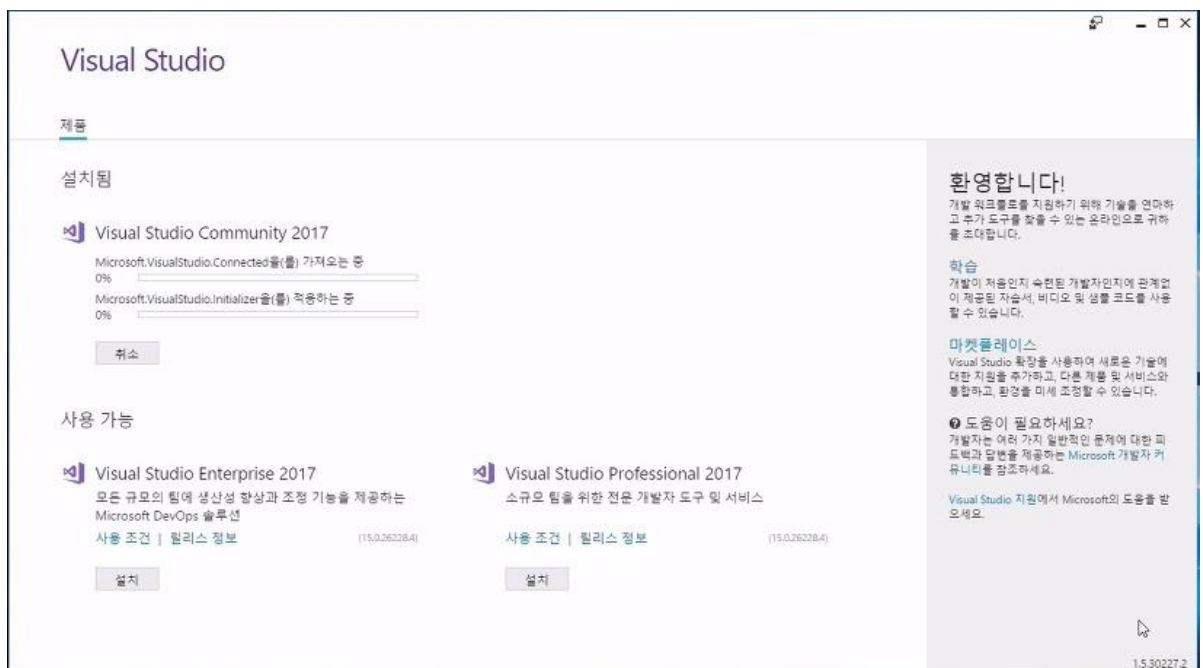 Visual Studio
제품
설치됨
Visual Studio Community 2017
Microsoft.VisualStudio.Connected을(를) 가져오는 중
0%
Microsoft.VisualStudio.Initializer을(를) 적용하는 중
0%
취소
사용 가능
Visual Studio Enterprise 2017
모든 규모의 팀에 생산성 향상과 조정 기능을 제공하는
Microsoft DevOps 솔루션
사용 조건 | 릴리스 정보 (15.0.26228.4)
설치
Visual Studio Professional 2017
소규모 팀을 위한 전문 개발자 도구 및 서비스
사용 조건 | 릴리스 정보 (15.0.26228.4)
설치
환영합니다!
개발 워크플로를 지원하기 위해 기술을 연마하
고 추가 도구를 찾을 수 있는 온라인으로 귀하
를 초대합니다.
학습
개발이 처음인지 숙련된 개발자인지에 관계없
이 제공된 자습서, 비디오 및 샘플 코드를 사용
할 수 있습니다.
마켓플레이스
Visual Studio 확장을 사용하여 새로운 기술에
대한 지원을 추가하고, 다른 제품 및 서비스와
통합하고, 환경을 미세 조정할 수 있습니다.
도움이 필요하세요?
개발자는 여러 가지 일반적인 문제에 대한 피
드백과 답변을 제공하는 Microsoft 개발자 커
뮤니티를 참조하세요.
Visual Studio 지원에서 Microsoft의 도움을 받
으세요.
1.5.30227.2